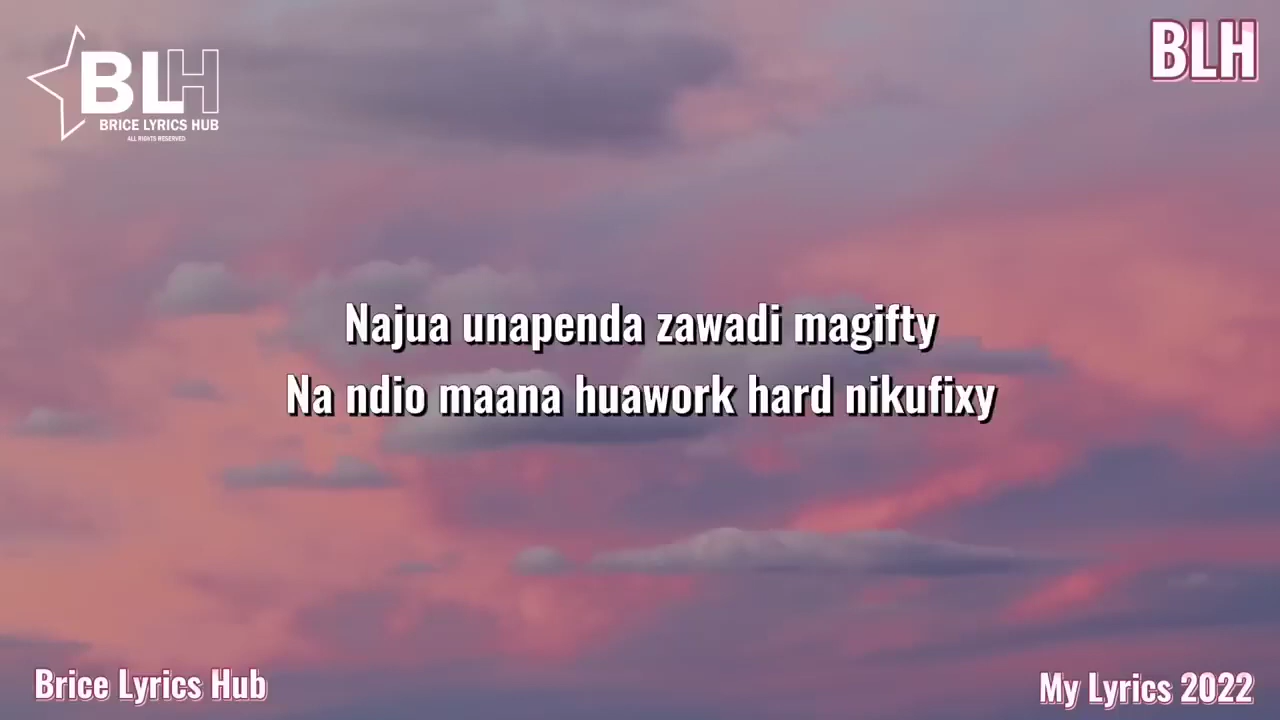 BLH
BRICE LYRICS HUB
ALL RIGHTS RESERVED.
BLH
Najua unapenda zawadi magifty
Na ndio maana huawork hard nikufixy
Brice Lyrics Hub
My Lyrics 2022